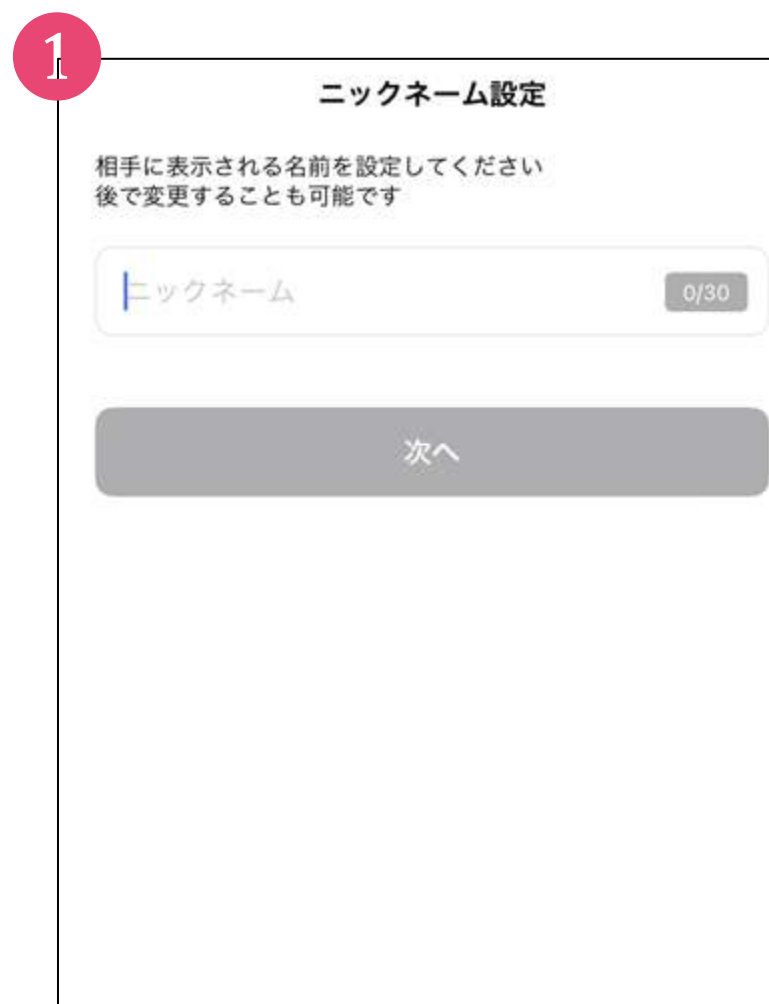 1
ニックネーム設定
相手に表示される名前を設定してください
後で変更することも可能です
ニックネーム
0/30
次へ